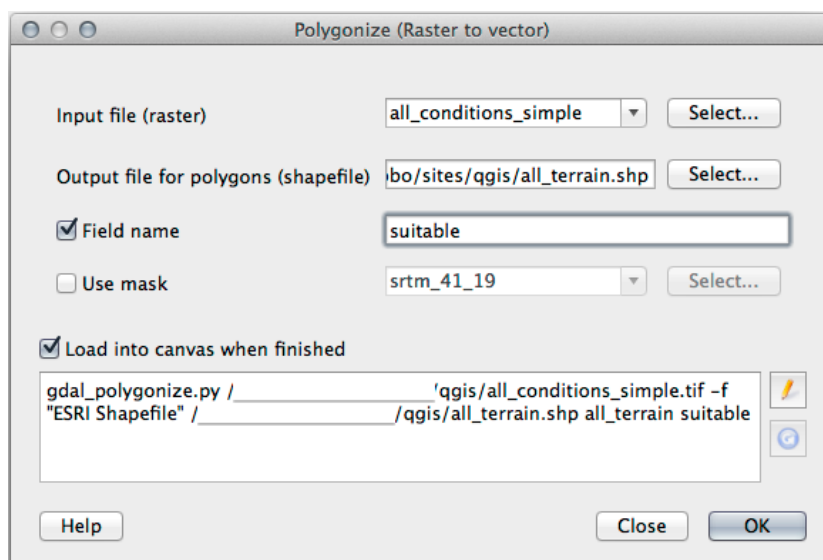 Polygonize (Raster to vector)
Input file (raster)
all_conditions_simple
Select...
Output file for polygons (shapefile)
bo/sites/qgis/all_terrain.shp
Select...
Field name
suitable
Use mask
srtm_41_19
Select...
Load into canvas when finished
gdal_polygonize.py /____________________/qgis/all_conditions_simple.tif -f
"ESRI Shapefile" /____________________/qgis/all_terrain.shp all_terrain suitable
Help
Close
OK